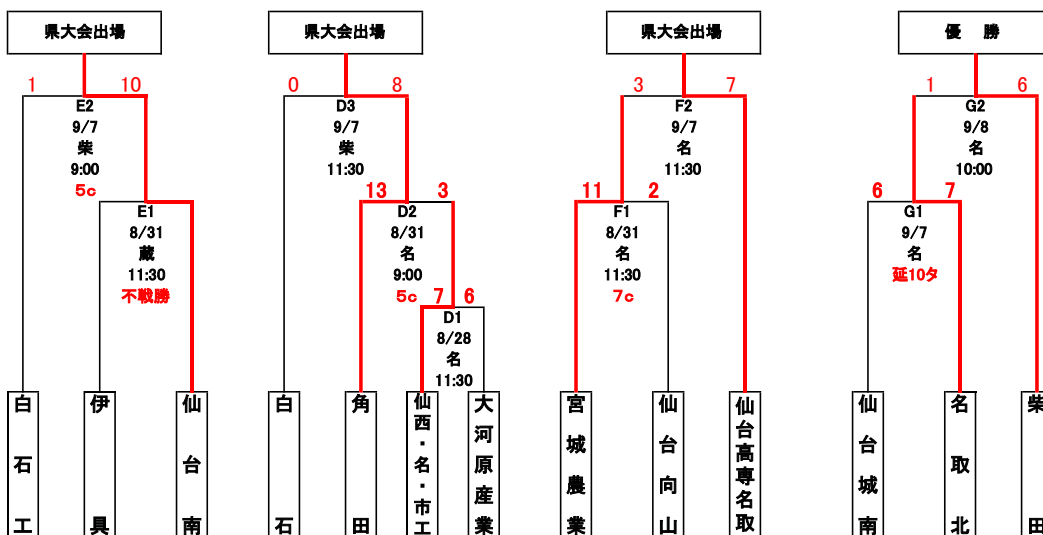 県大会出場
県大会出場
県大会出場
優 勝
1 10
E2
9/7
柴
9:00
5c
E1
8/31
蔵
11:30
不戦勝
0 8
D3
9/7
柴
11:30
13 3
D2
8/31
名
9:00
5c
7 6
D1
8/28
名
11:30
3 7
F2
9/7
名
11:30
11 2
F1
8/31
名
11:30
7c
1 6
G2
9/8
名
10:00
6 7
G1
9/7
名
延10タ
白石工
伊具
仙台南
白石
角田
仙西・名・市工
大河原産業
宮城農業
仙台向山
仙台高専名取
仙台城南
名取北
柴田